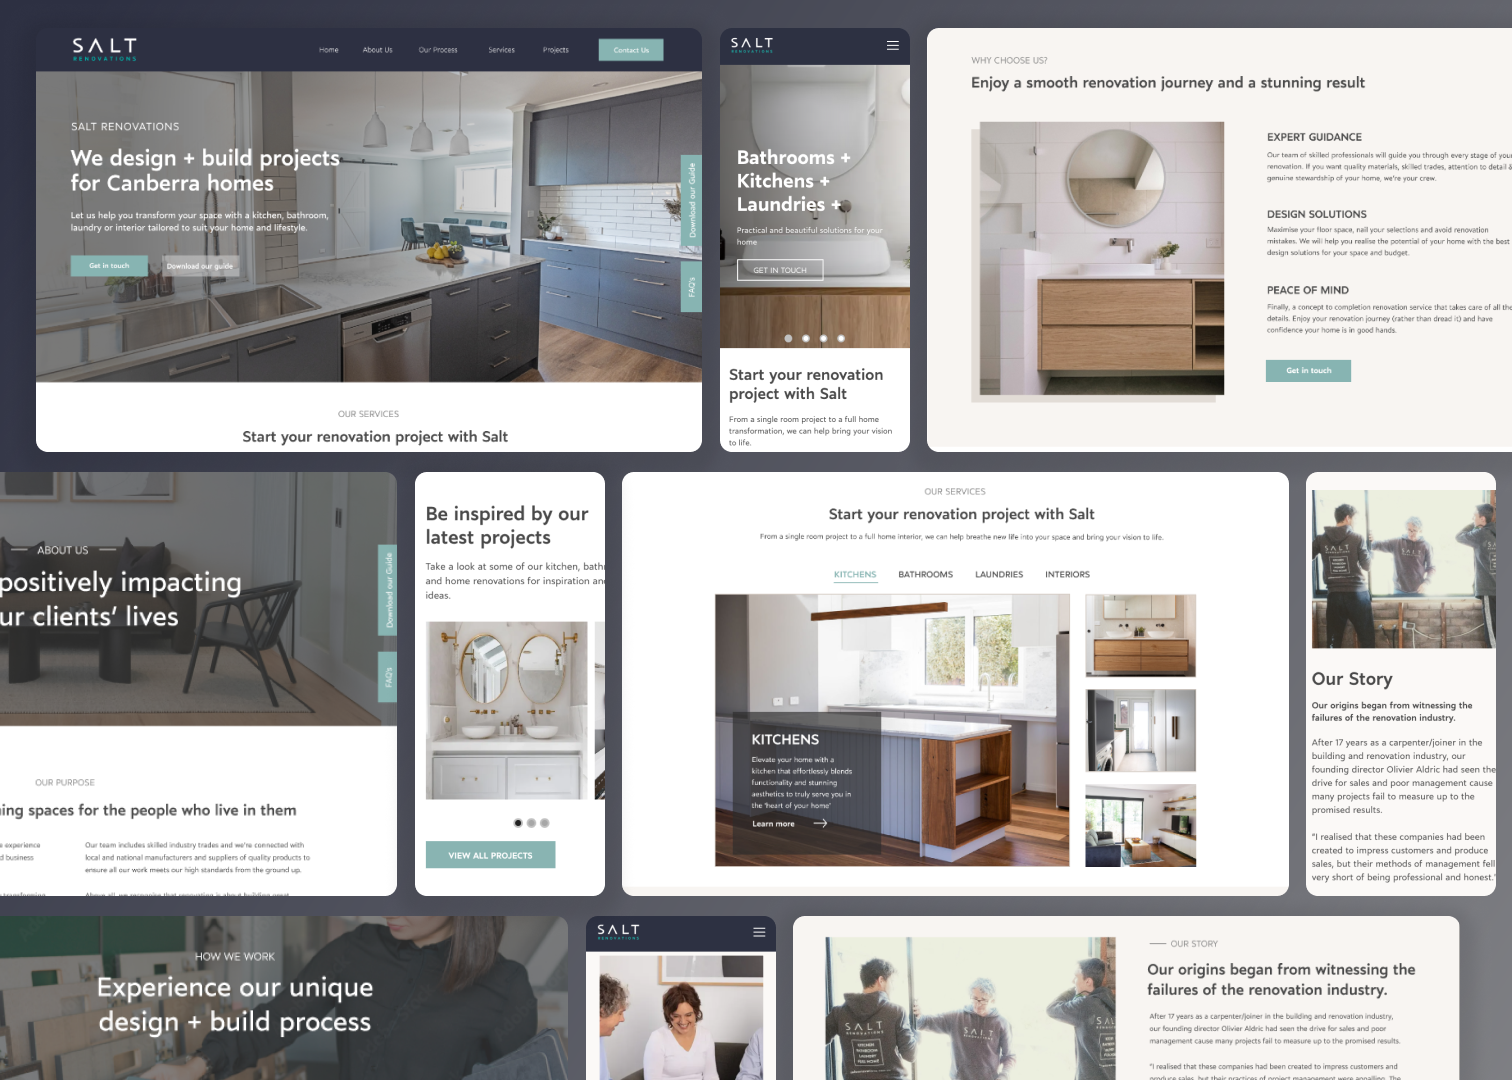 SALT
RENOVATIONS
Home About Us Our Process Services Projects Contact Us
SALT RENOVATIONS
We design + build projects
for Canberra homes
Let us help you transform your space with a kitchen, bathroom,
laundry or interior tailored to suit your home and lifestyle.
Get in touch Download our guide
Download our Guide
FAQ's
OUR SERVICES
Start your renovation project with Salt
SALT
RENOVATIONS
Bathrooms +
Kitchens +
Laundries +
Practical and beautiful solutions for your
home
GET IN TOUCH
Start your renovation
project with Salt
From a single room project to a full home
transformation, we can help bring your vision
to life.
WHY CHOOSE US?
Enjoy a smooth renovation journey and a stunning result
EXPERT GUIDANCE
Our team of skilled professionals will guide you through every stage of your
renovation. If you want quality materials, skilled trades, attention to detail &
genuine stewardship of your home, we're your crew.
DESIGN SOLUTIONS
Maximise your floor space, nail your selections and avoid renovation
mistakes. We will help you realise the potential of your home with the best
design solutions for your space and budget.
PEACE OF MIND
Finally, a concept to completion renovation service that takes care of all the
details. Enjoy your renovation journey (rather than dread it) and have
confidence your home is in good hands.
Get in touch
ABOUT US
positively impacting
ur clients' lives
Download our Guide
FAQ's
OUR PURPOSE
ing spaces for the people who live in them
e experience
d business
Our team includes skilled industry trades and we're connected with
local and national manufacturers and suppliers of quality products to
ensure all our work meets our high standards from the ground up.
Be inspired by our
latest projects
Take a look at some of our kitchen, bathr
and home renovations for inspiration and
ideas.
VIEW ALL PROJECTS
OUR SERVICES
Start your renovation project with Salt
From a single room project to a full home interior, we can help breathe new life into your space and bring your vision to life.
KITCHENS BATHROOMS LAUNDRIES INTERIORS
KITCHENS
Elevate your home with a
kitchen that effortlessly blends
functionality and stunning
aesthetics to truly serve you in
the 'heart of your home'
Learn more
SALT
Our Story
Our origins began from witnessing the
failures of the renovation industry.
After 17 years as a carpenter/joiner in the
building and renovation industry, our
founding director Olivier Aldric had seen the
drive for sales and poor management cause
many projects fail to measure up to the
promised results.
"I realised that these companies had been
created to impress customers and produce
sales, but their methods of management fell
very short of being professional and honest."
HOW WE WORK
Experience our unique
design + build process
SALT
RENOVATIONS
SALT
SALT
OUR STORY
Our origins began from witnessing the
failures of the renovation industry.
After 17 years as a carpenter/joiner in the building and renovation industry,
our founding director Olivier Aldric had seen the drive for sales and poor
management cause many projects fail to measure up to the promised results.
"I realised that these companies had been created to impress customers and
produce sales, but their practices of project management were appalling. The